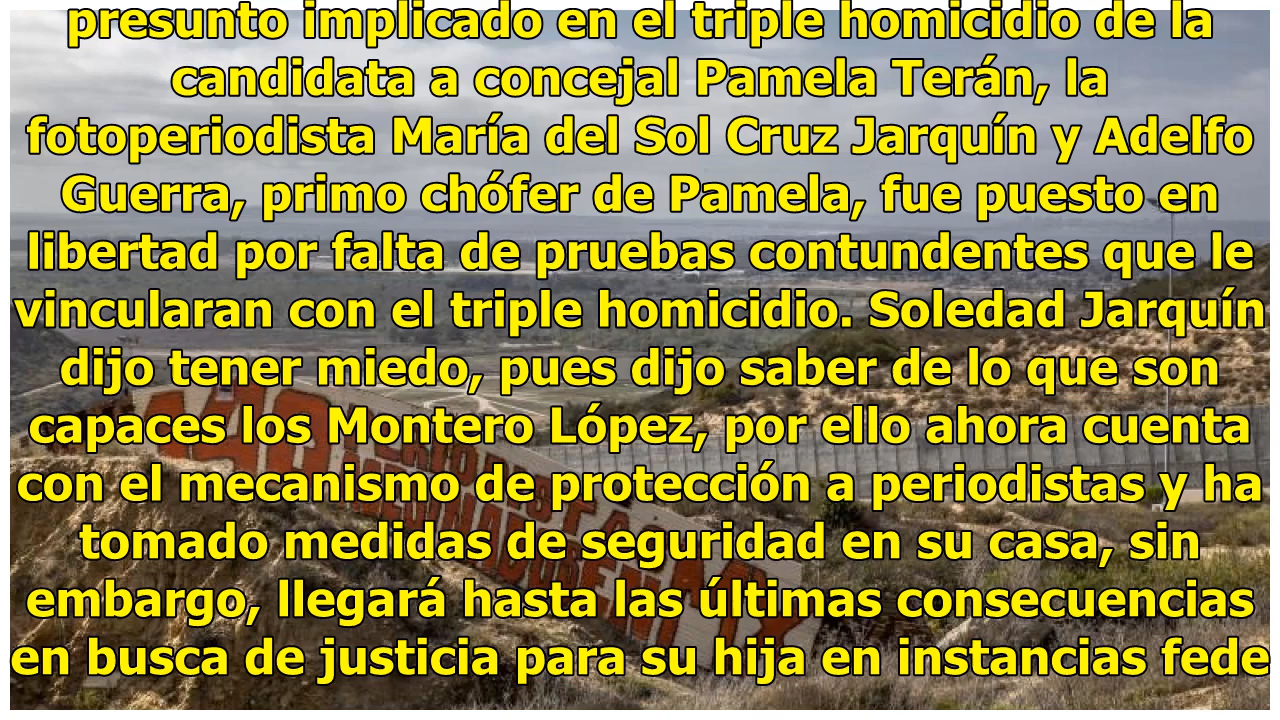 presunto implicado en el triple homicidio de la
candidata a concejal Pamela Terán, la
fotoperiodista María del Sol Cruz Jarquín y Adelfo
Guerra, primo chófer de Pamela, fue puesto en
libertad por falta de pruebas contundentes que le
vincularan con el triple homicidio. Soledad Jarquín
dijo tener miedo, pues dijo saber de lo que son
capaces los Montero López, por ello ahora cuenta
con el mecanismo de protección a periodistas y ha
tomado medidas de seguridad en su casa, sin
embargo, llegará hasta las últimas consecuencias
en busca de justicia para su hija en instancias fede